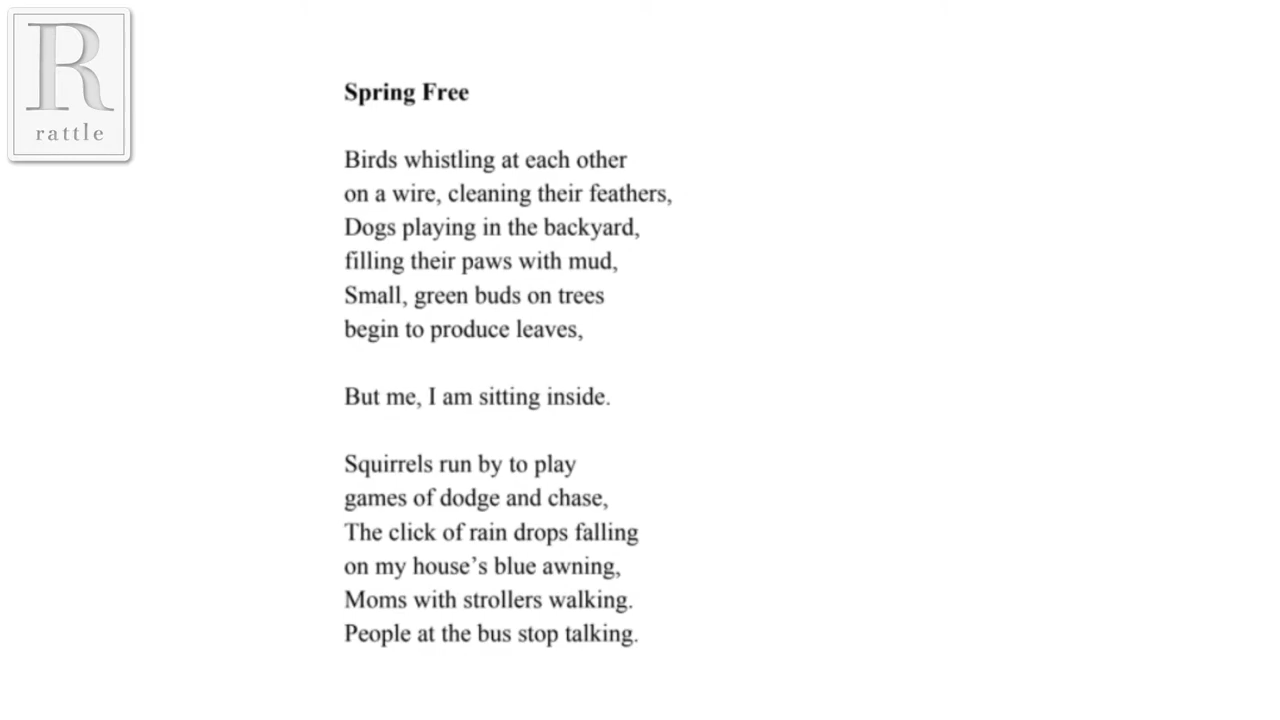 R
rattle
Spring Free
Birds whistling at each other
on a wire, cleaning their feathers,
Dogs playing in the backyard,
filling their paws with mud,
Small, green buds on trees
begin to produce leaves,
But me, I am sitting inside.
Squirrels run by to play
games of dodge and chase,
The click of rain drops falling
on my house’s blue awning,
Moms with strollers walking.
People at the bus stop talking.